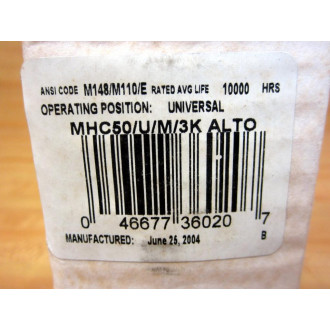 ANSI CODE M148/M110/E RATED AVG LIFE 10000 HRS
OPERATING POSITION: UNIVERSAL
MHC50/U/M/3K ALTO
0 46677 36020 7
MANUFACTURED: June 25, 2004 B